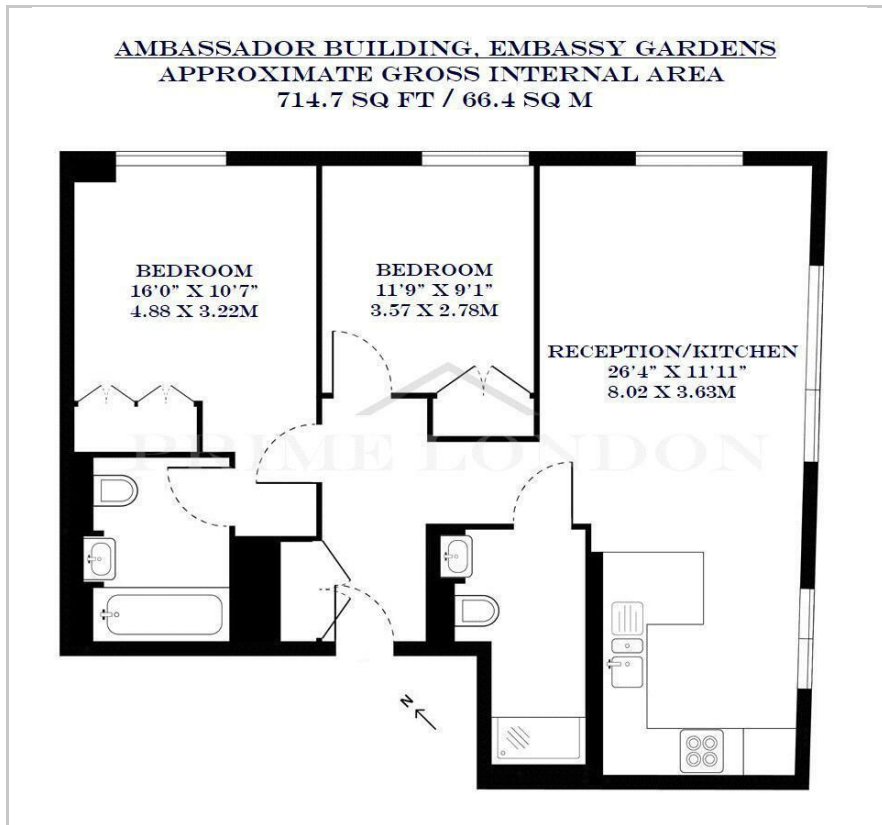 AMBASSADOR BUILDING, EMBASSY GARDENS
APPROXIMATE GROSS INTERNAL AREA
714.7 SQ FT / 66.4 SQ M
BEDROOM
16'0" X 10'7"
4.88 X 3.22M
BEDROOM
11'9" X 9'1"
3.57 X 2.78M
RECEPTION/KITCHEN
26'4" X 11'11"
8.02 X 3.63M
PRIME LONDON
N